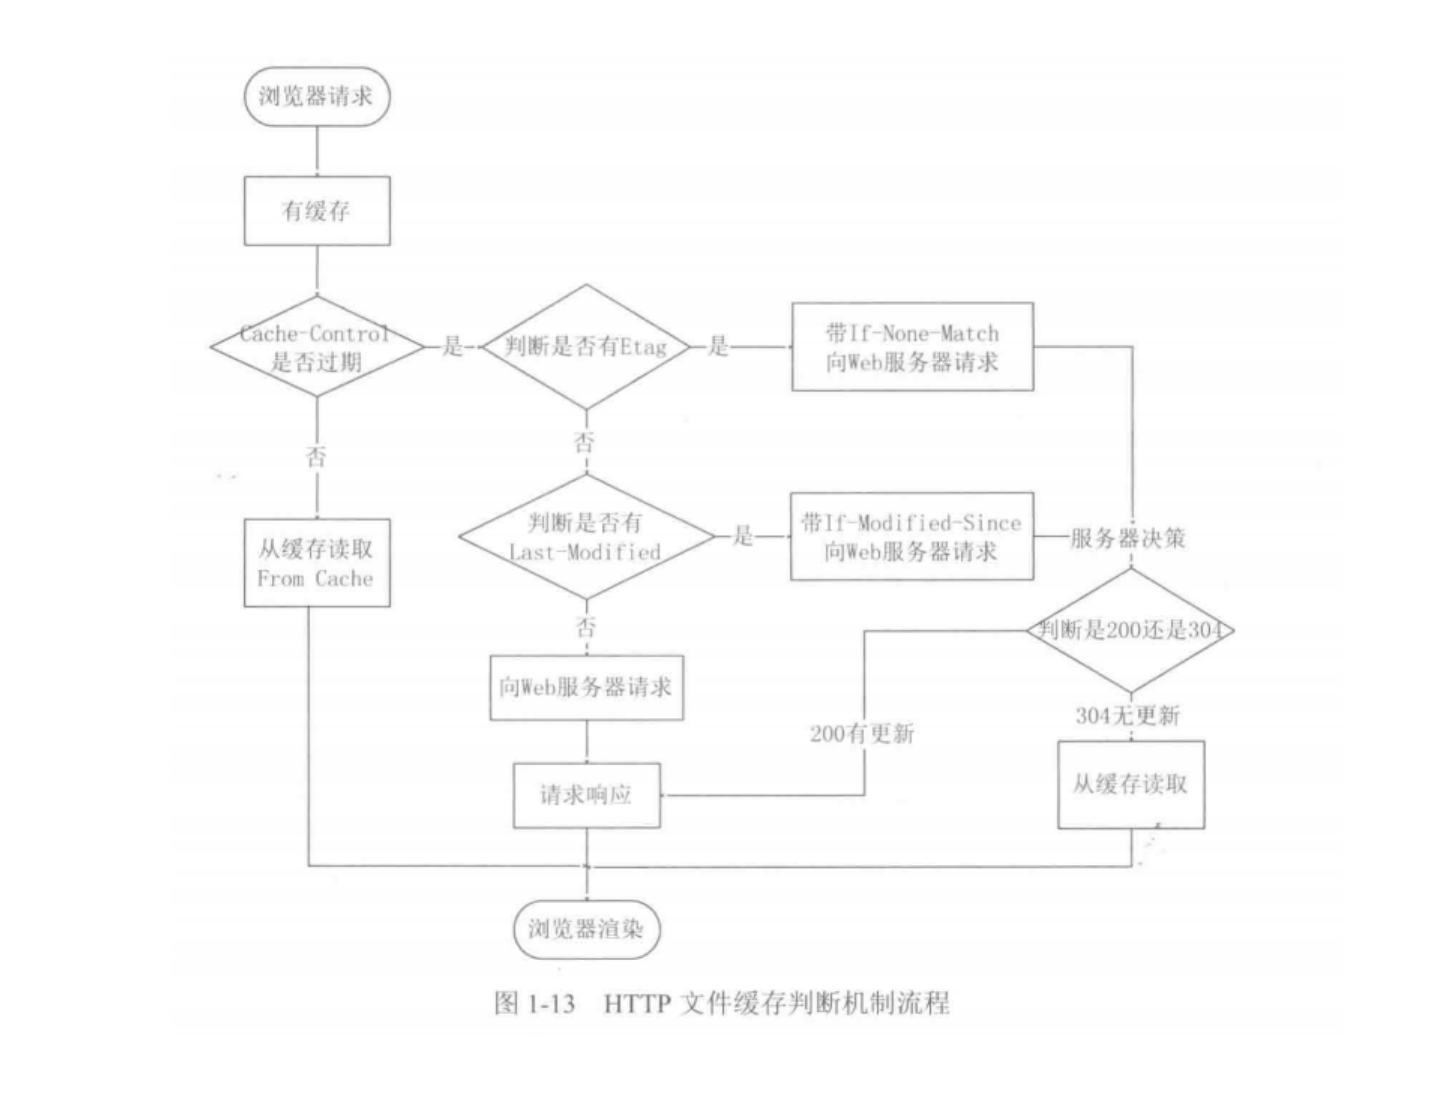 浏览器请求
有缓存
Cache-Control
是否过期
是
判断是否有Etag
是
带If-None-Match
向Web服务器请求
否
否
从缓存读取
From Cache
判断是否有
Last-Modified
是
带If-Modified-Since
向Web服务器请求
服务器决策
否
判断是200还是304
向Web服务器请求
200有更新
304无更新
请求响应
从缓存读取
浏览器渲染
图 1-13 HTTP 文件缓存判断机制流程